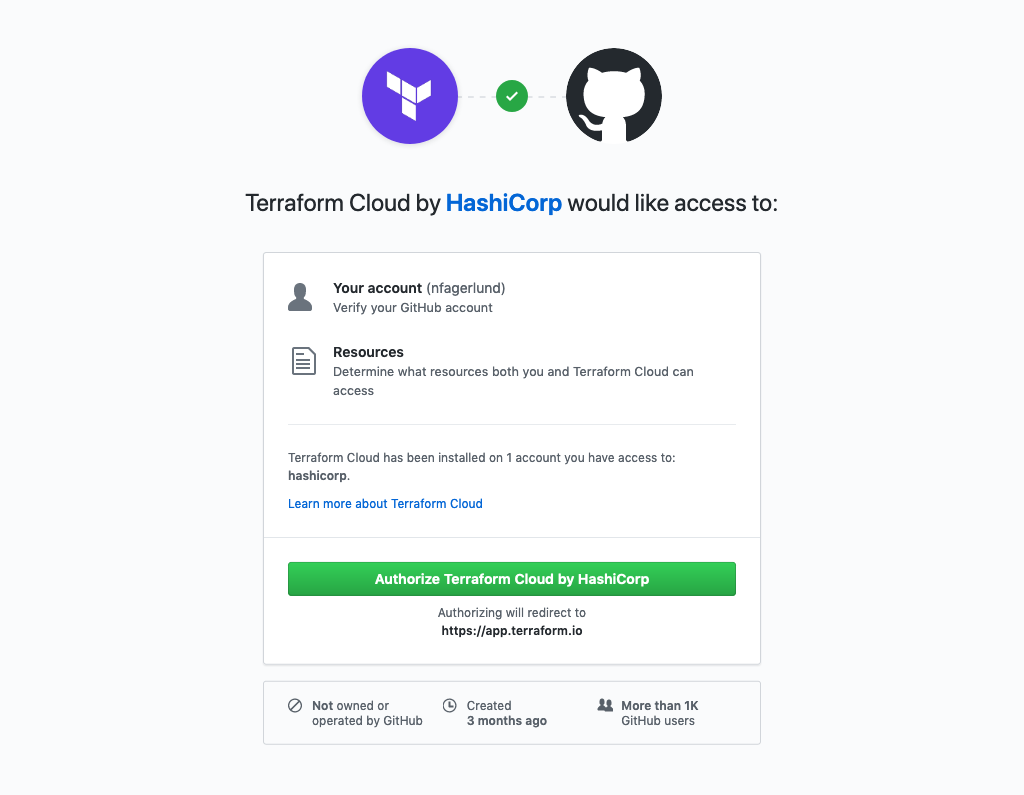 Terraform Cloud by HashiCorp would like access to:
Your account (nfagerlund)
Verify your GitHub account
Resources
Determine what resources both you and Terraform Cloud can
access
Terraform Cloud has been installed on 1 account you have access to:
hashicorp.
Learn more about Terraform Cloud
Authorize Terraform Cloud by HashiCorp
Authorizing will redirect to
https://app.terraform.io
Not owned or
operated by GitHub
Created
3 months ago
More than 1K
GitHub users